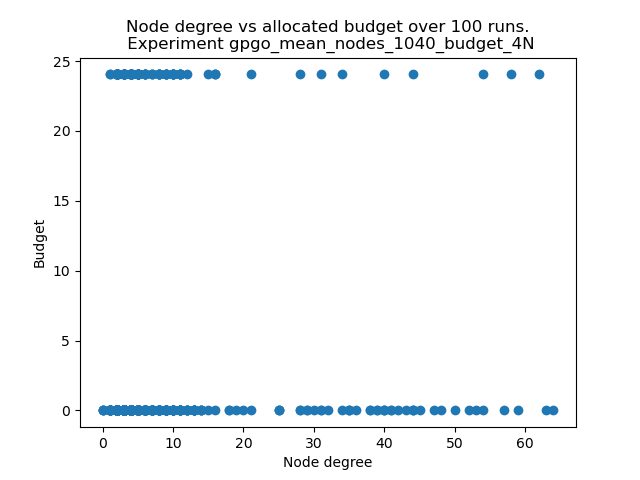 Node degree vs allocated budget over 100 runs.
Experiment gpgo_mean_nodes_1040_budget_4N
25
20
15
10
5
0
Budget
0 10 20 30 40 50 60
Node degree